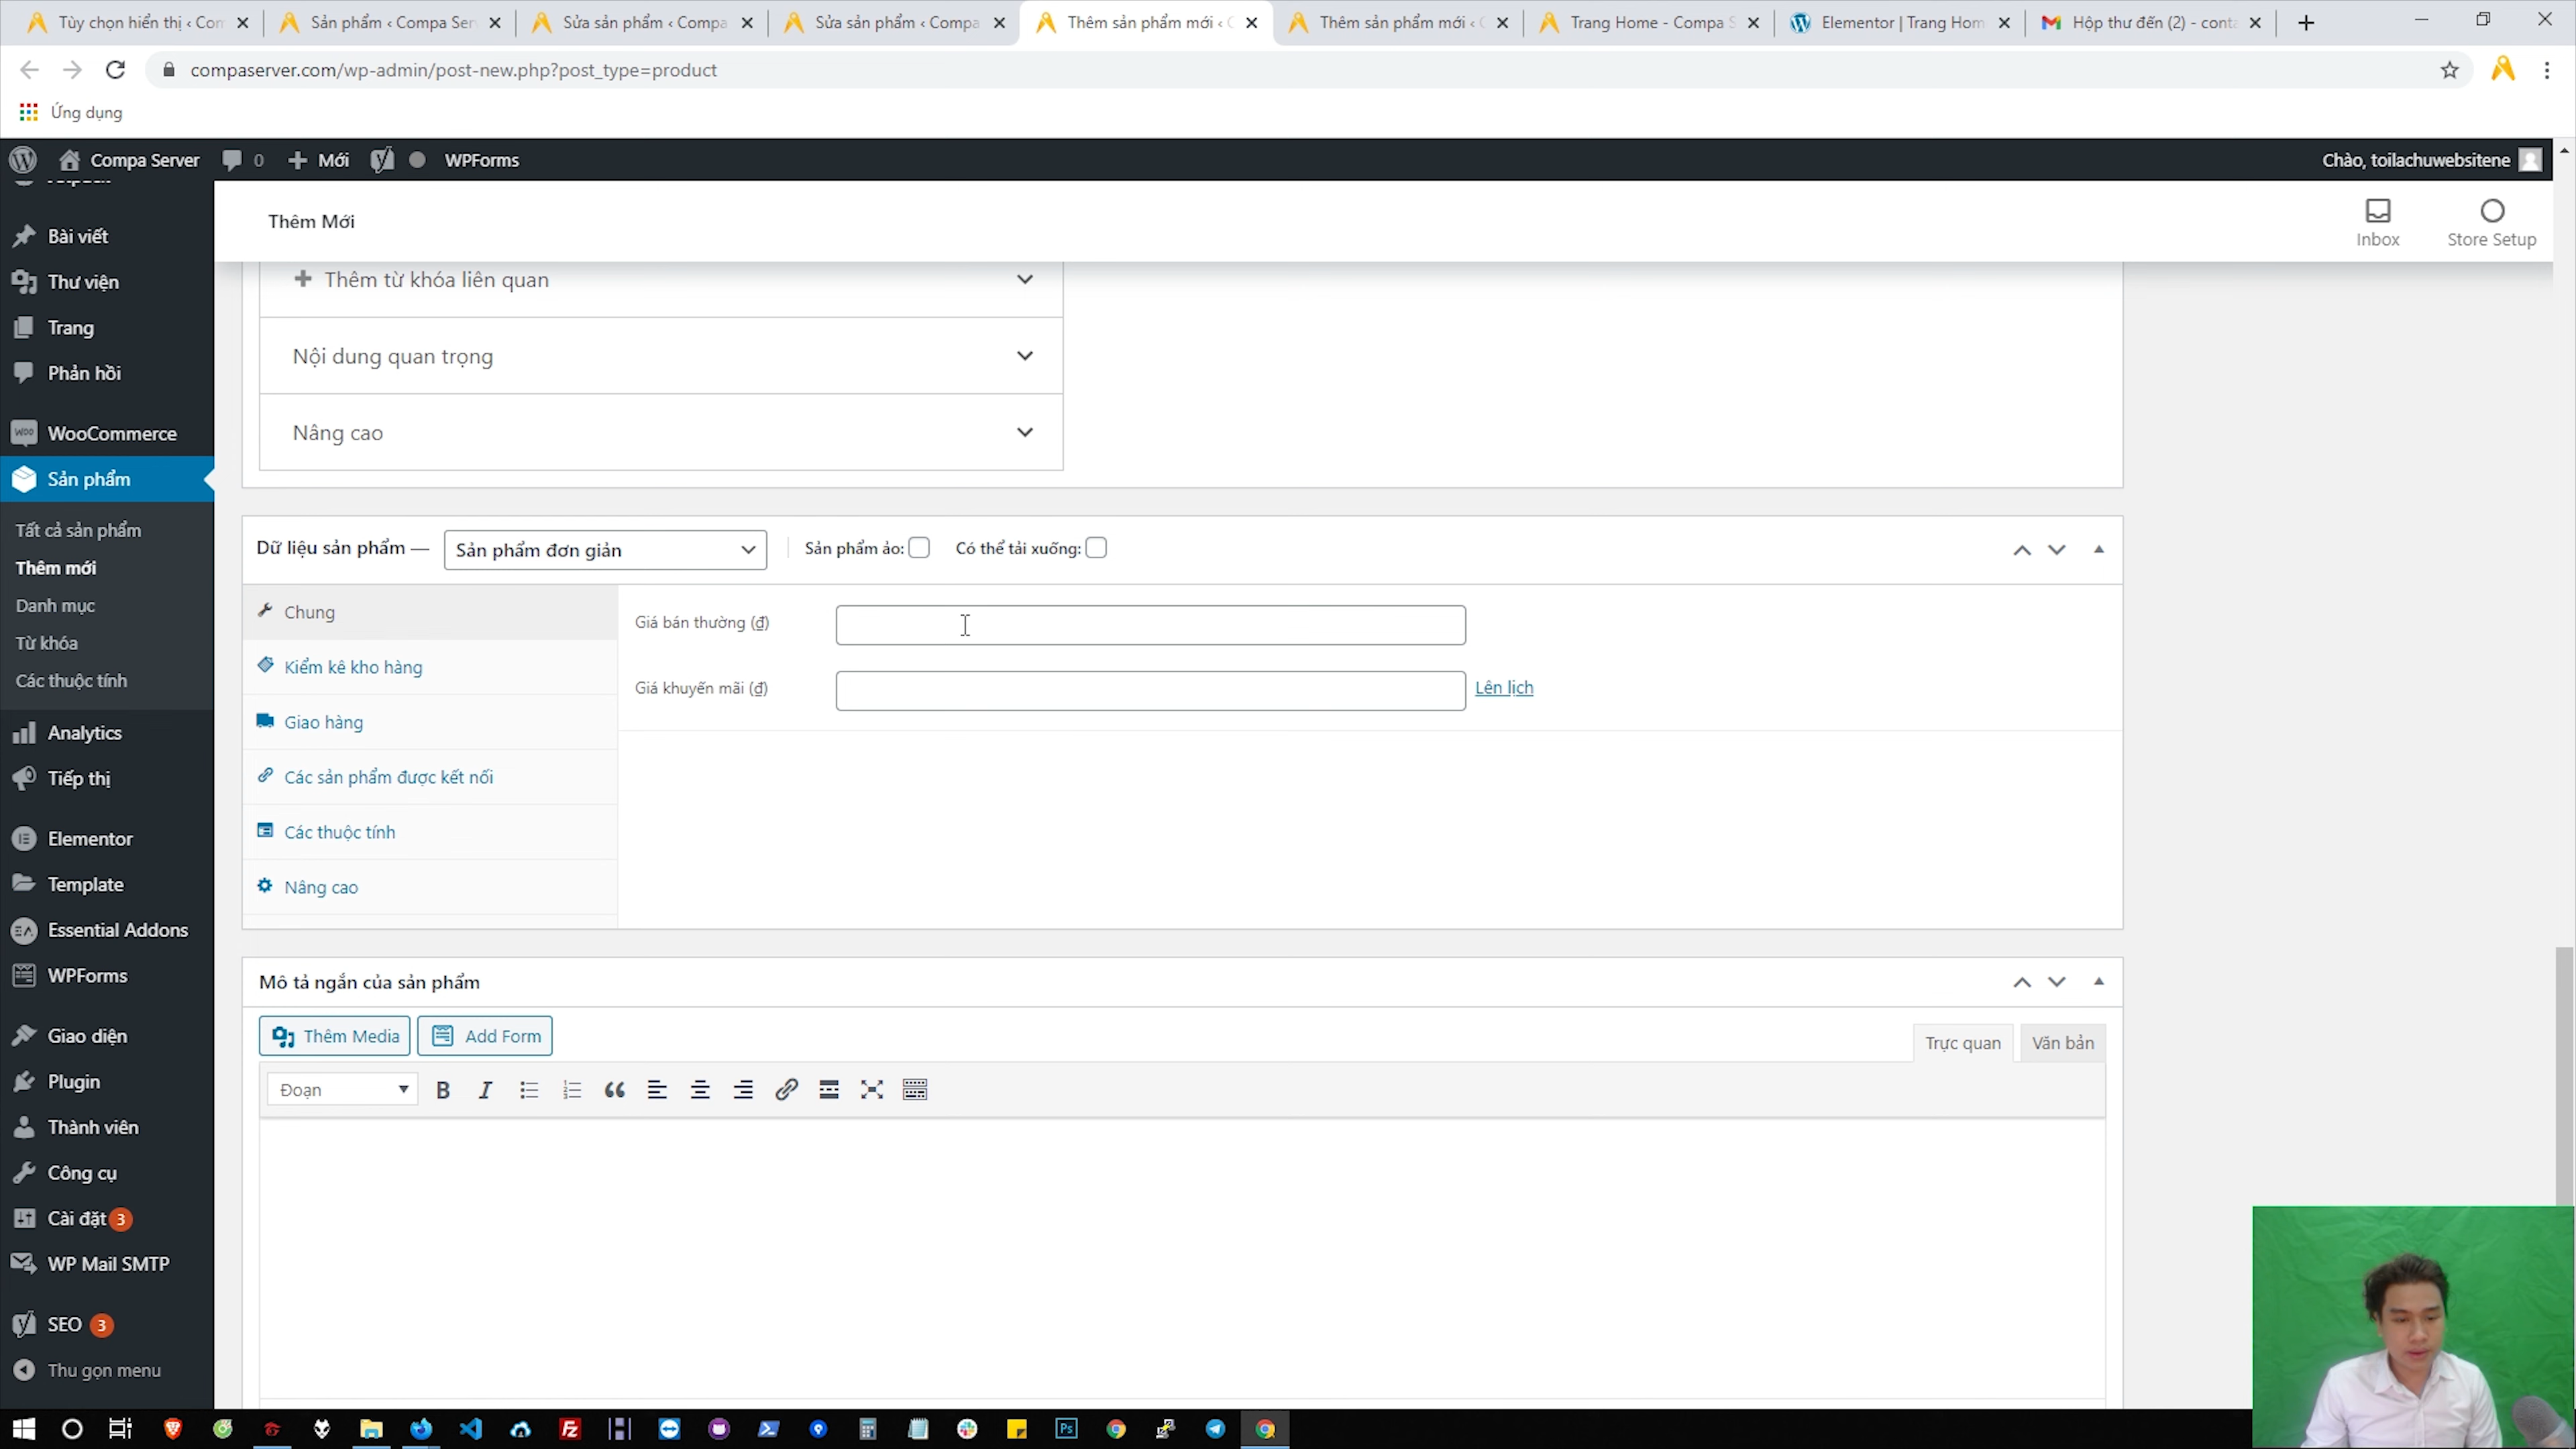 Tùy chọn hiển thị ‹ Com
Sản phẩm ‹ Compa Ser
Sửa sản phẩm ‹ Compa
Sửa sản phẩm ‹ Compa
Thêm sản phẩm mới ‹ C
Thêm sản phẩm mới ‹ C
Trang Home - Compa S
Elementor | Trang Hom
Hộp thư đến (2) - conta
compaserver.com/wp-admin/post-new.php?post_type=product
Ứng dụng
Compa Server
0
Mới
WPForms
Chào, toilachuwebsitene
Bài viết
Thư viện
Trang
Phản hồi
WooCommerce
Sản phẩm
Tất cả sản phẩm
Thêm mới
Danh mục
Từ khóa
Các thuộc tính
Analytics
Tiếp thị
Elementor
Template
Essential Addons
WPForms
Giao diện
Plugin
Thành viên
Công cụ
Cài đặt 3
WP Mail SMTP
SEO 3
Thu gọn menu
Thêm Mới
Inbox
Store Setup
Thêm từ khóa liên quan
Nội dung quan trọng
Nâng cao
Dữ liệu sản phẩm —
Sản phẩm đơn giản
Sản phẩm ảo:
Có thể tải xuống:
Chung
Kiểm kê kho hàng
Giao hàng
Các sản phẩm được kết nối
Các thuộc tính
Nâng cao
Giá bán thường (₫)
Giá khuyến mãi (₫)
Lên lịch
Mô tả ngắn của sản phẩm
Thêm Media
Add Form
Trực quan
Văn bản
Đoạn